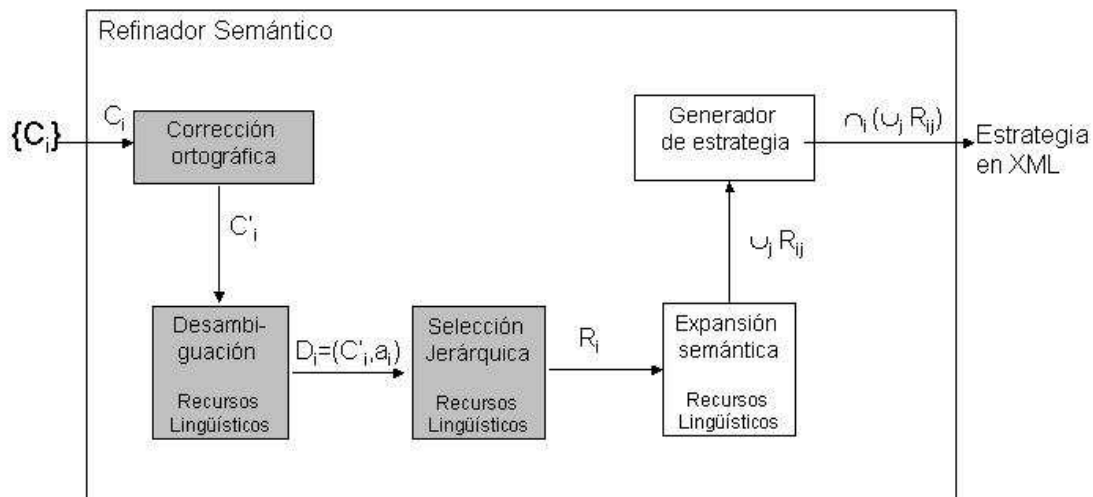 Refinador Semántico
{Cᵢ}
Cᵢ
Corrección
ortográfica
C'ᵢ
Desambi-
guación
Recursos
Lingüísticos
Dᵢ=(C'ᵢ,aᵢ)
Selección
Jerárquica
Recursos
Lingüísticos
Rᵢ
Expansión
semántica
Recursos
Lingüísticos
∪ⱼ Rᵢⱼ
Generador
de estrategia
∩ᵢ (∪ⱼ Rᵢⱼ)
Estrategia
en XML